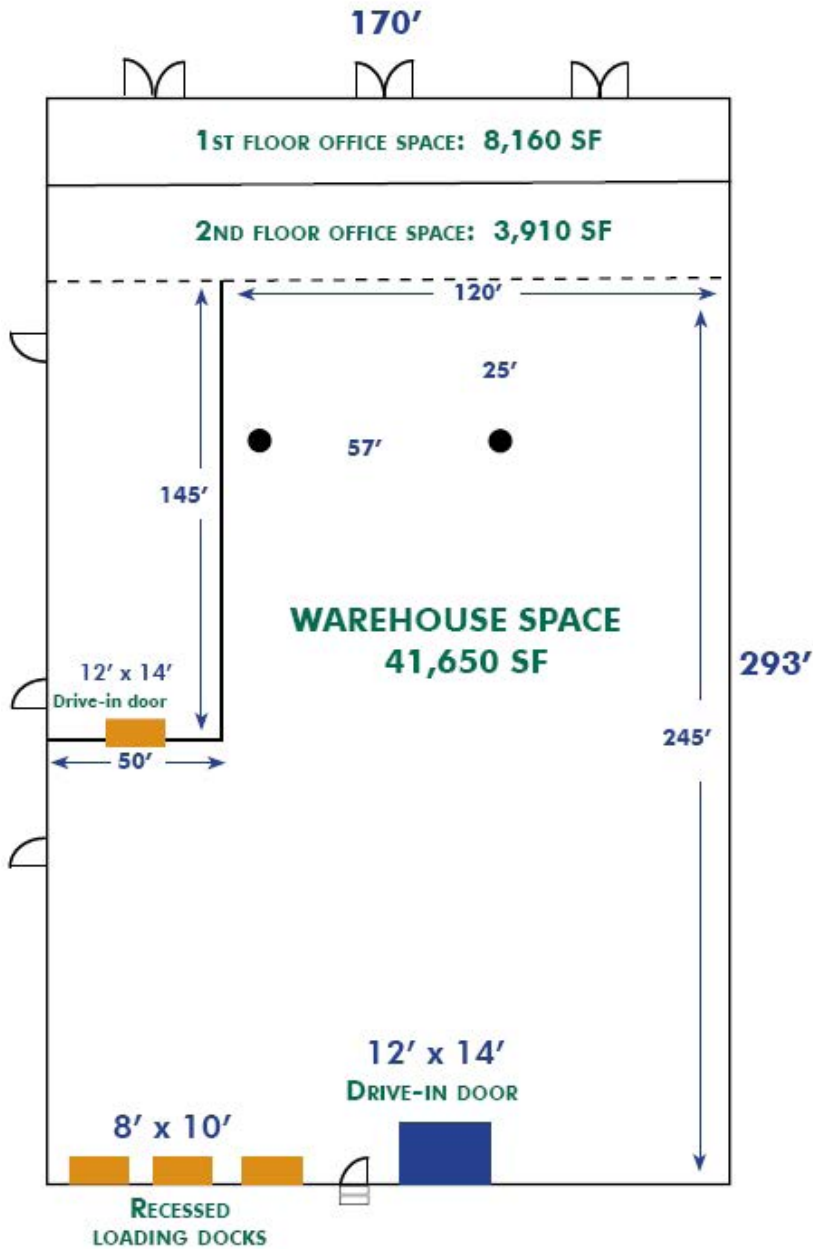 170’
1ST FLOOR OFFICE SPACE: 8,160 SF
2ND FLOOR OFFICE SPACE: 3,910 SF
120’
25’
57’
145’
WAREHOUSE SPACE
41,650 SF
293’
12’ x 14’
Drive-in door
245’
50’
12’ x 14’
DRIVE-IN DOOR
8’ x 10’
RECESSED
LOADING DOCKS